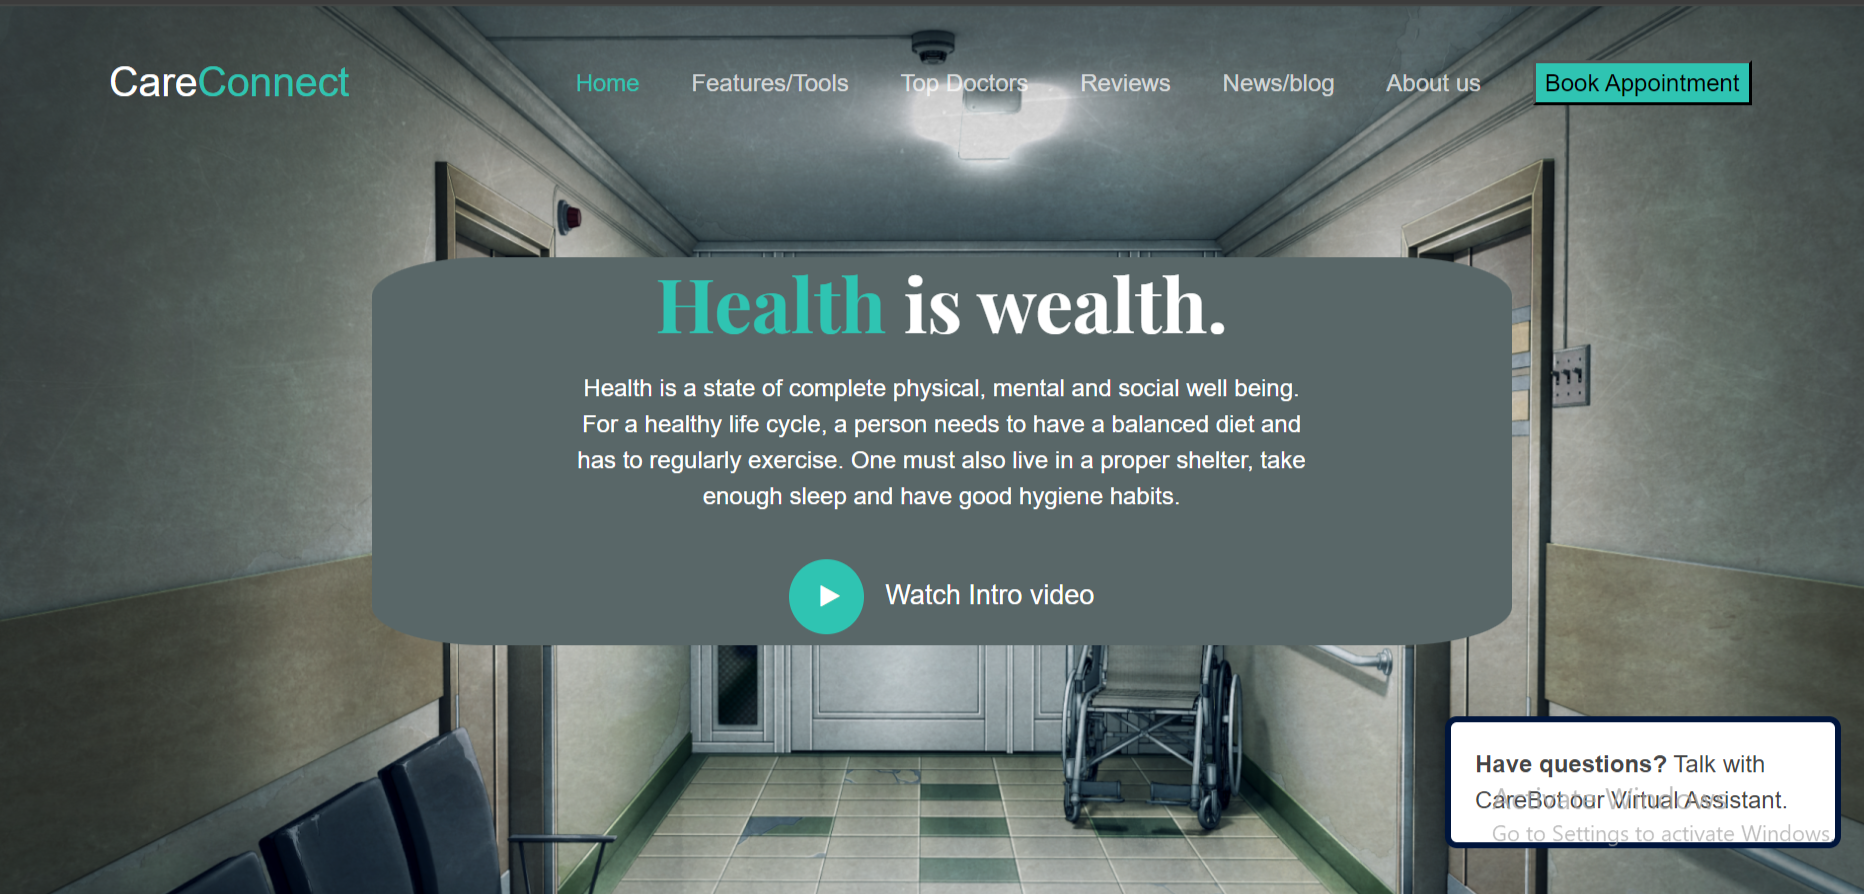 CareConnect
Home Features/Tools Top Doctors Reviews News/blog About us Book Appointment
Health is wealth.
Health is a state of complete physical, mental and social well being.
For a healthy life cycle, a person needs to have a balanced diet and
has to regularly exercise. One must also live in a proper shelter, take
enough sleep and have good hygiene habits.
Watch Intro video
Have questions? Talk with
CareBot our Virtual Assistant.
Activate Windows
Go to Settings to activate Windows.